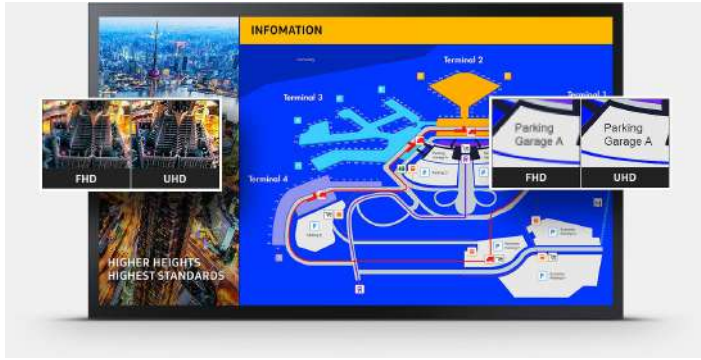 INFOMATION
Terminal 2
Terminal 3
Terminal 1
FHD
UHD
Parking
Garage A
Parking
Garage A
FHD
UHD
Terminal 4
HIGHER HEIGHTS
HIGHEST STANDARDS